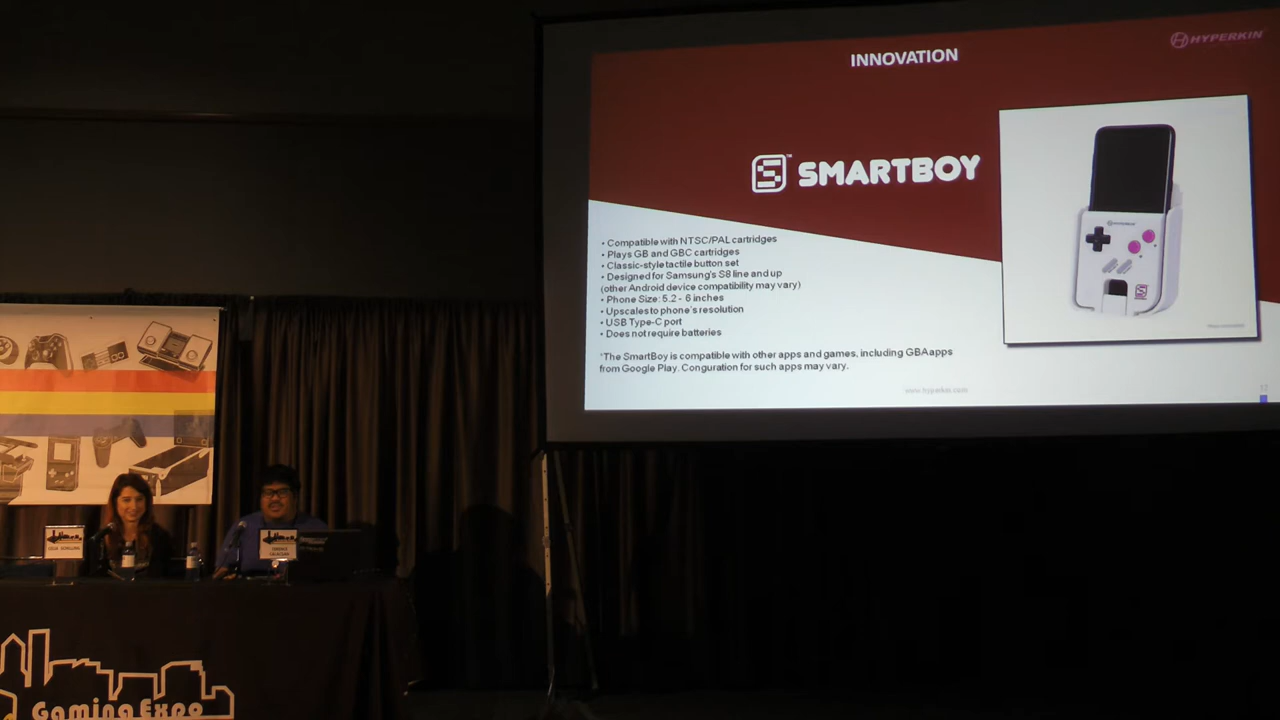 HYPERKIN
INNOVATION
SMARTBOY
• Compatible with NTSC/PAL cartridges
• Plays GB and GBC cartridges
• Classic-style tactile button set
• Designed for Samsung's S8 line and up
(other Android device compatibility may vary)
• Phone Size: 5.2 - 6 inches
• Upscales to phone's resolution
• USB Type-C port
• Does not require batteries
*The SmartBoy is compatible with other apps and games, including GBA apps
from Google Play. Conguration for such apps may vary.
www.hyperkin.com
Gaming Expo